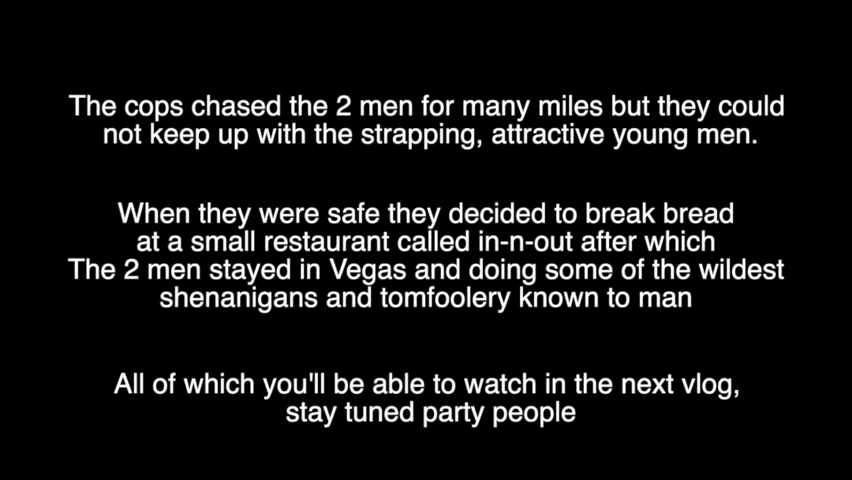 The cops chased the 2 men for many miles but they could
not keep up with the strapping, attractive young men.
When they were safe they decided to break bread
at a small restaurant called in-n-out after which
The 2 men stayed in Vegas and doing some of the wildest
shenanigans and tomfoolery known to man
All of which you'll be able to watch in the next vlog,
stay tuned party people